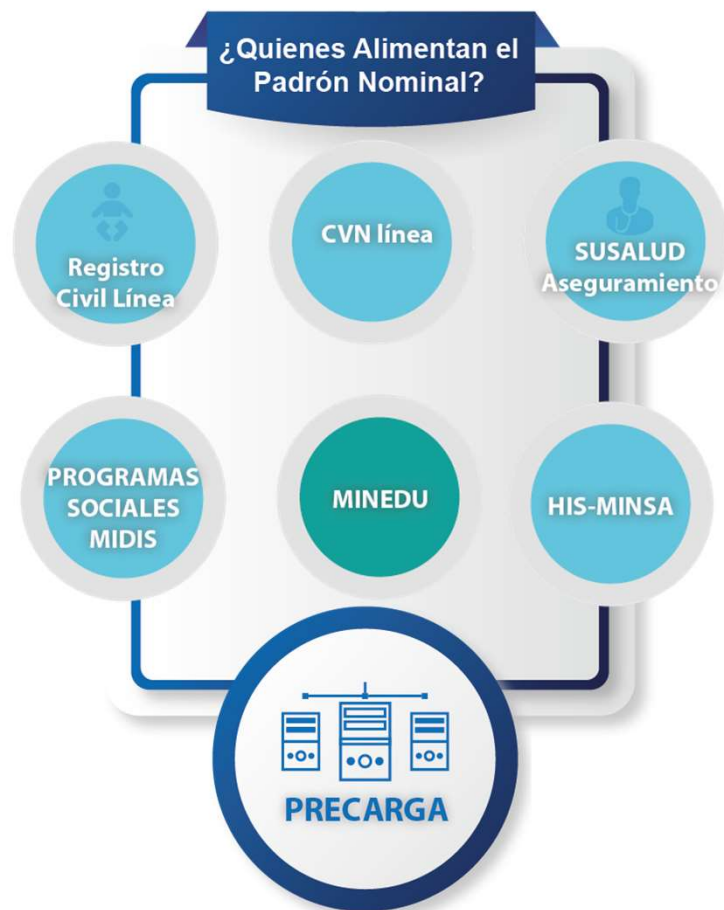 ¿Quienes Alimentan el
Padrón Nominal?
Registro
Civil Línea
CVN línea
SUSALUD
Aseguramiento
PROGRAMAS
SOCIALES
MIDIS
MINEDU
HIS-MINSA
PRECARGA